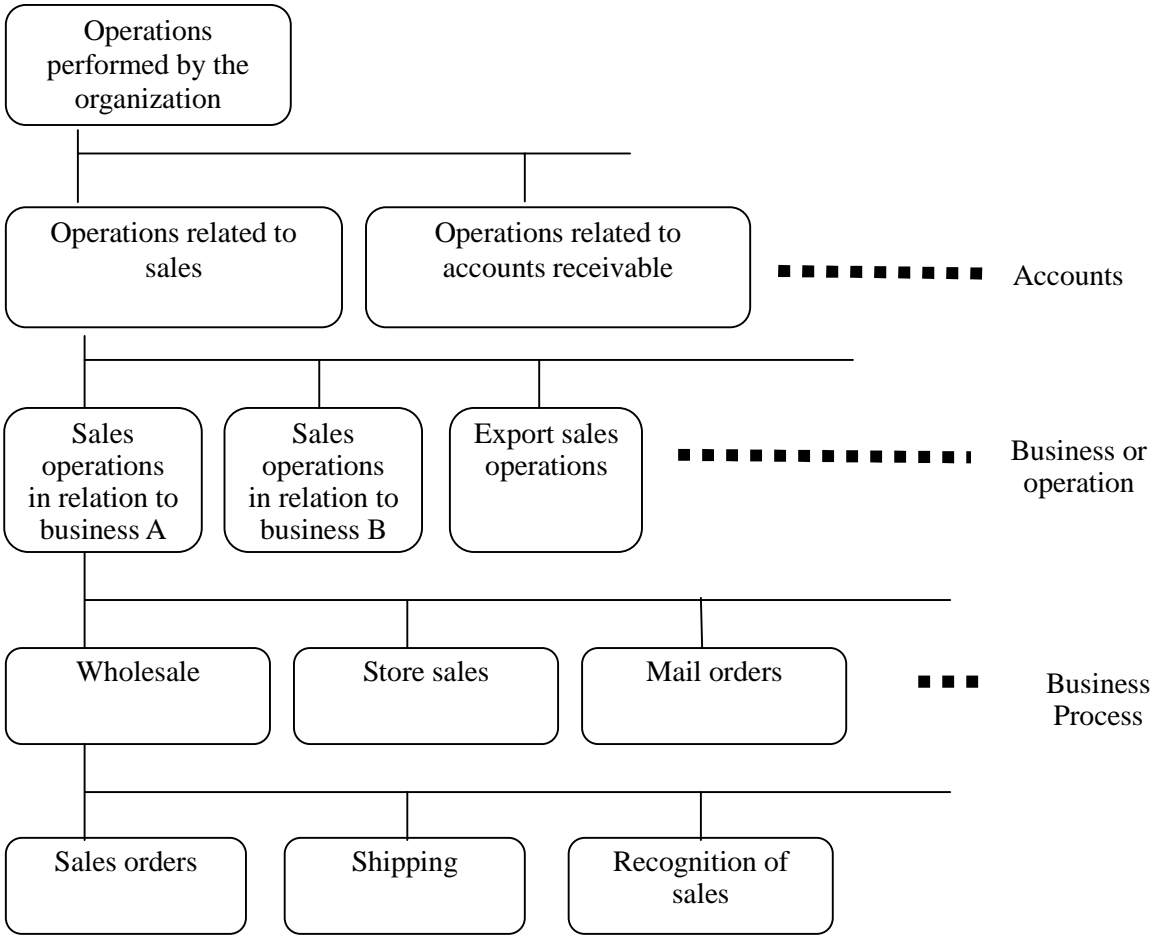 Operations
performed by the
organization
Operations related to
sales
Operations related to
accounts receivable
Accounts
Sales
operations
in relation to
business A
Sales
operations
in relation to
business B
Export sales
operations
Business or
operation
Wholesale
Store sales
Mail orders
Business
Process
Sales orders
Shipping
Recognition of
sales